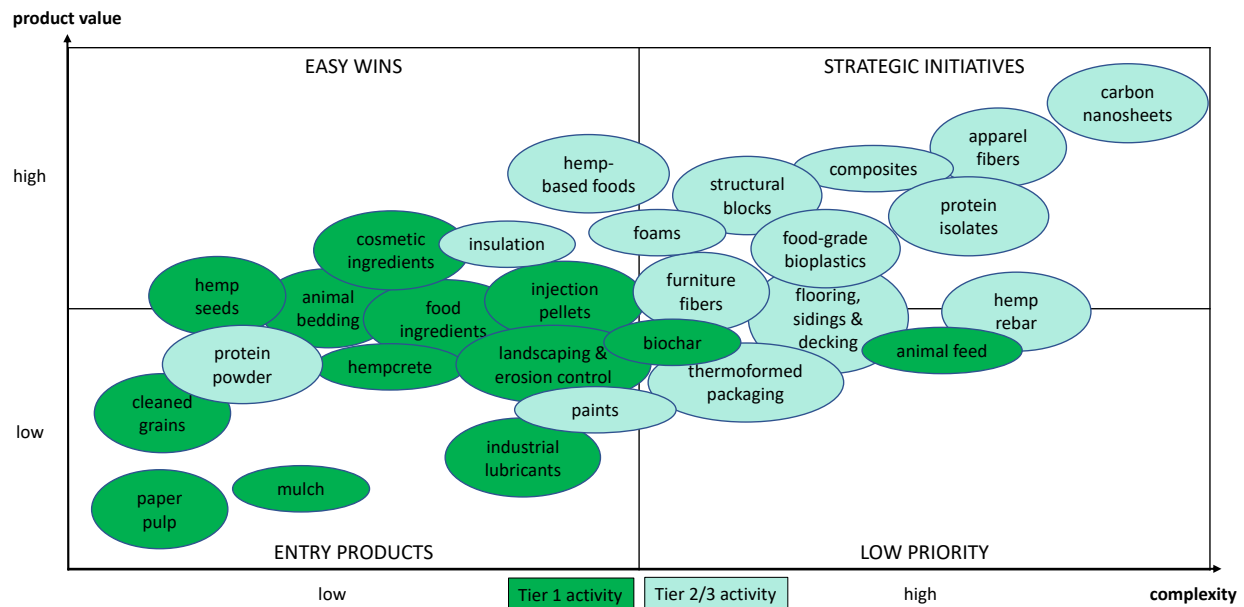 product value
EASY WINS
STRATEGIC INITIATIVES
carbon
nanosheets
apparel
fibers
hemp-
based foods
composites
high
structural
blocks
protein
isolates
cosmetic
ingredients
insulation
foams
food-grade
bioplastics
hemp
seeds
animal
bedding
food
ingredients
injection
pellets
furniture
fibers
flooring,
sidings &
decking
hemp
rebar
protein
powder
hempcrete
landscaping &
erosion control
biochar
animal feed
thermoformed
packaging
cleaned
grains
paints
low
industrial
lubricants
mulch
paper
pulp
ENTRY PRODUCTS
LOW PRIORITY
low
Tier 1 activity
Tier 2/3 activity
high
complexity